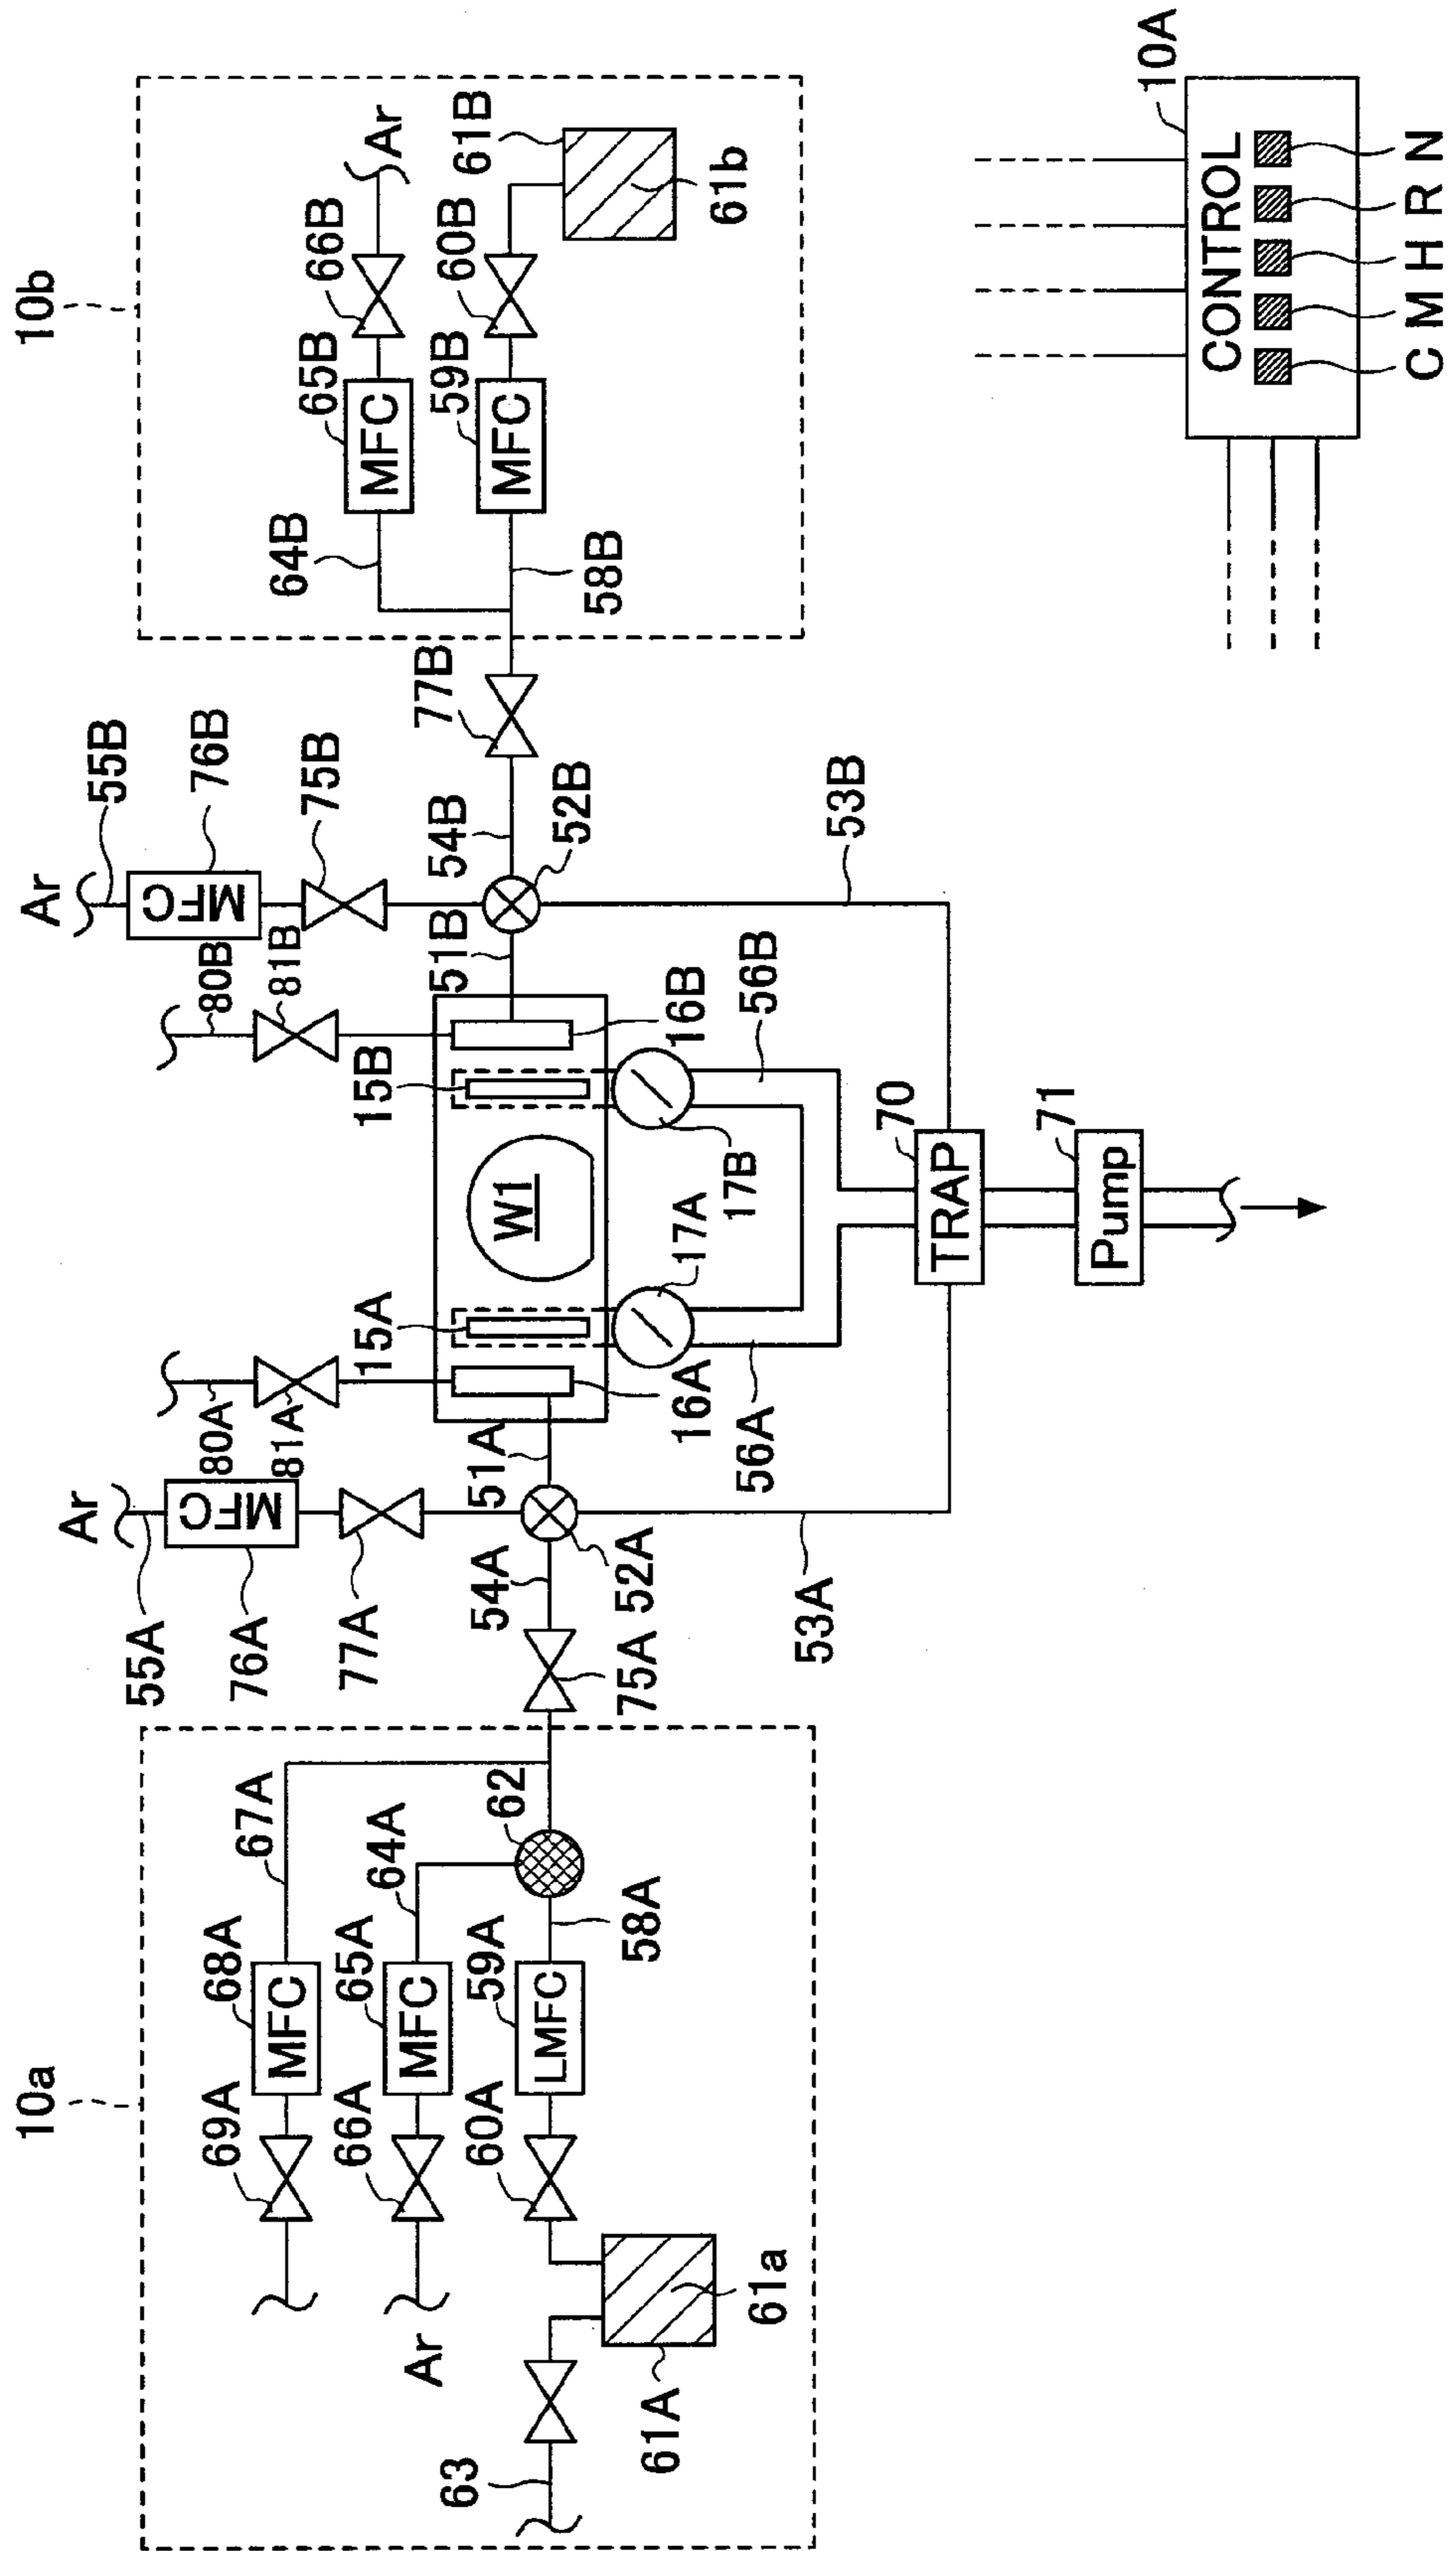 10a
69A
68A
67A
MFC
66A
65A
64A
MFC
Ar
60A
59A
62
LMFC
58A
63
61A
61a
Ar
55A
76A
MFC
77A
54A
51A
75A
52A
53A
80A
81A
15A
16A
17A
56A
W1
15B
16B
17B
56B
80B
81B
Ar
55B
MFC
76B
75B
51B
54B
52B
77B
53B
70
TRAP
71
Pump
10b
64B
65B
66B
MFC
Ar
59B
60B
MFC
58B
61B
61b
10A
CONTROL
C M H R N